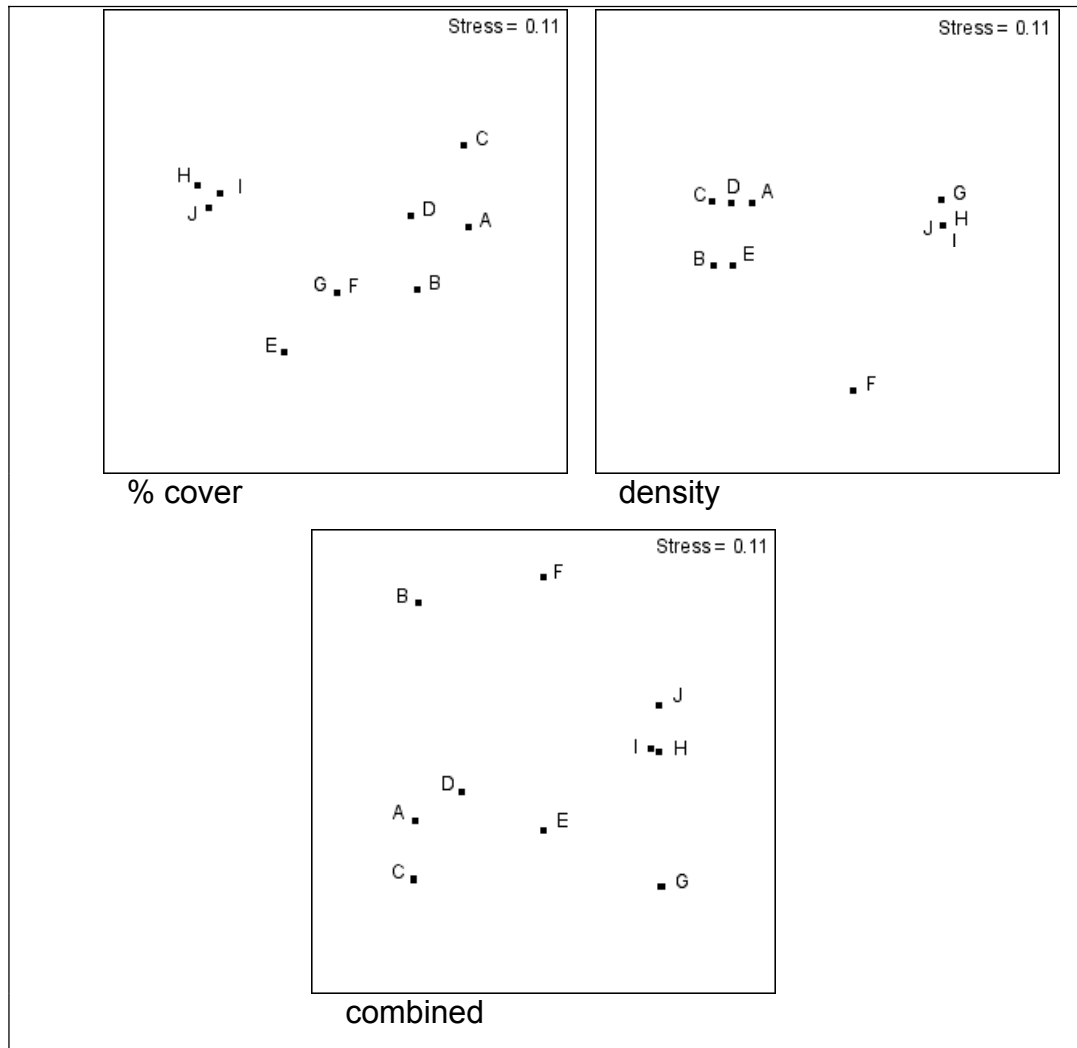 Stress = 0.11
C
H
I
J
D
A
G F
B
E
% cover
Stress = 0.11
C D A
G
J H
I
B E
F
density
Stress = 0.11
F
B
J
I H
D
A
E
C
G
combined